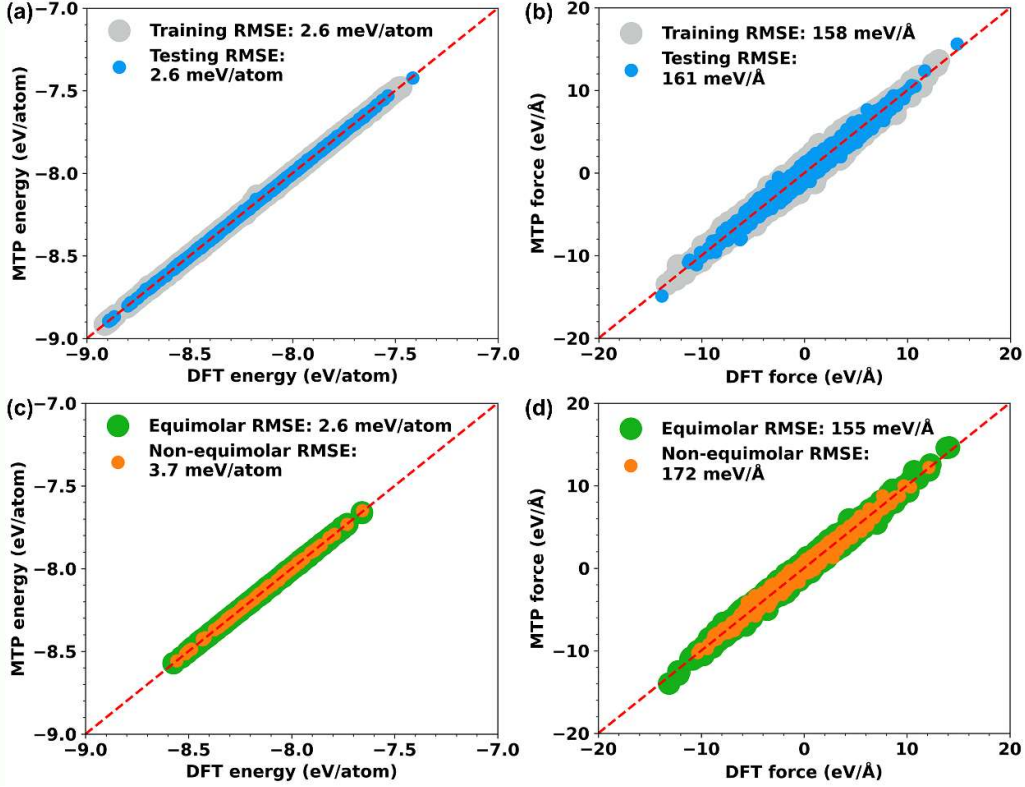 (a)
−7.0
−7.5
−8.0
−8.5
−9.0
MTP energy (eV/atom)
Training RMSE: 2.6 meV/atom
Testing RMSE:
2.6 meV/atom
−9.0 −8.5 −8.0 −7.5 −7.0
DFT energy (eV/atom)
(b)
20
10
0
−10
−20
MTP force (eV/Å)
Training RMSE: 158 meV/Å
Testing RMSE:
161 meV/Å
−20 −10 0 10 20
DFT force (eV/Å)
(c)
−7.0
−7.5
−8.0
−8.5
−9.0
MTP energy (eV/atom)
Equimolar RMSE: 2.6 meV/atom
Non-equimolar RMSE:
3.7 meV/atom
−9.0 −8.5 −8.0 −7.5 −7.0
DFT energy (eV/atom)
(d)
20
10
0
−10
−20
MTP force (eV/Å)
Equimolar RMSE: 155 meV/Å
Non-equimolar RMSE:
172 meV/Å
−20 −10 0 10 20
DFT force (eV/Å)